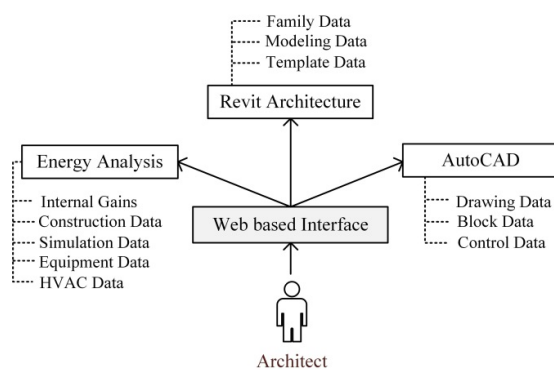 Family Data
Modeling Data
Template Data
Revit Architecture
Energy Analysis
AutoCAD
Internal Gains
Construction Data
Simulation Data
Equipment Data
HVAC Data
Web based Interface
Drawing Data
Block Data
Control Data
Architect